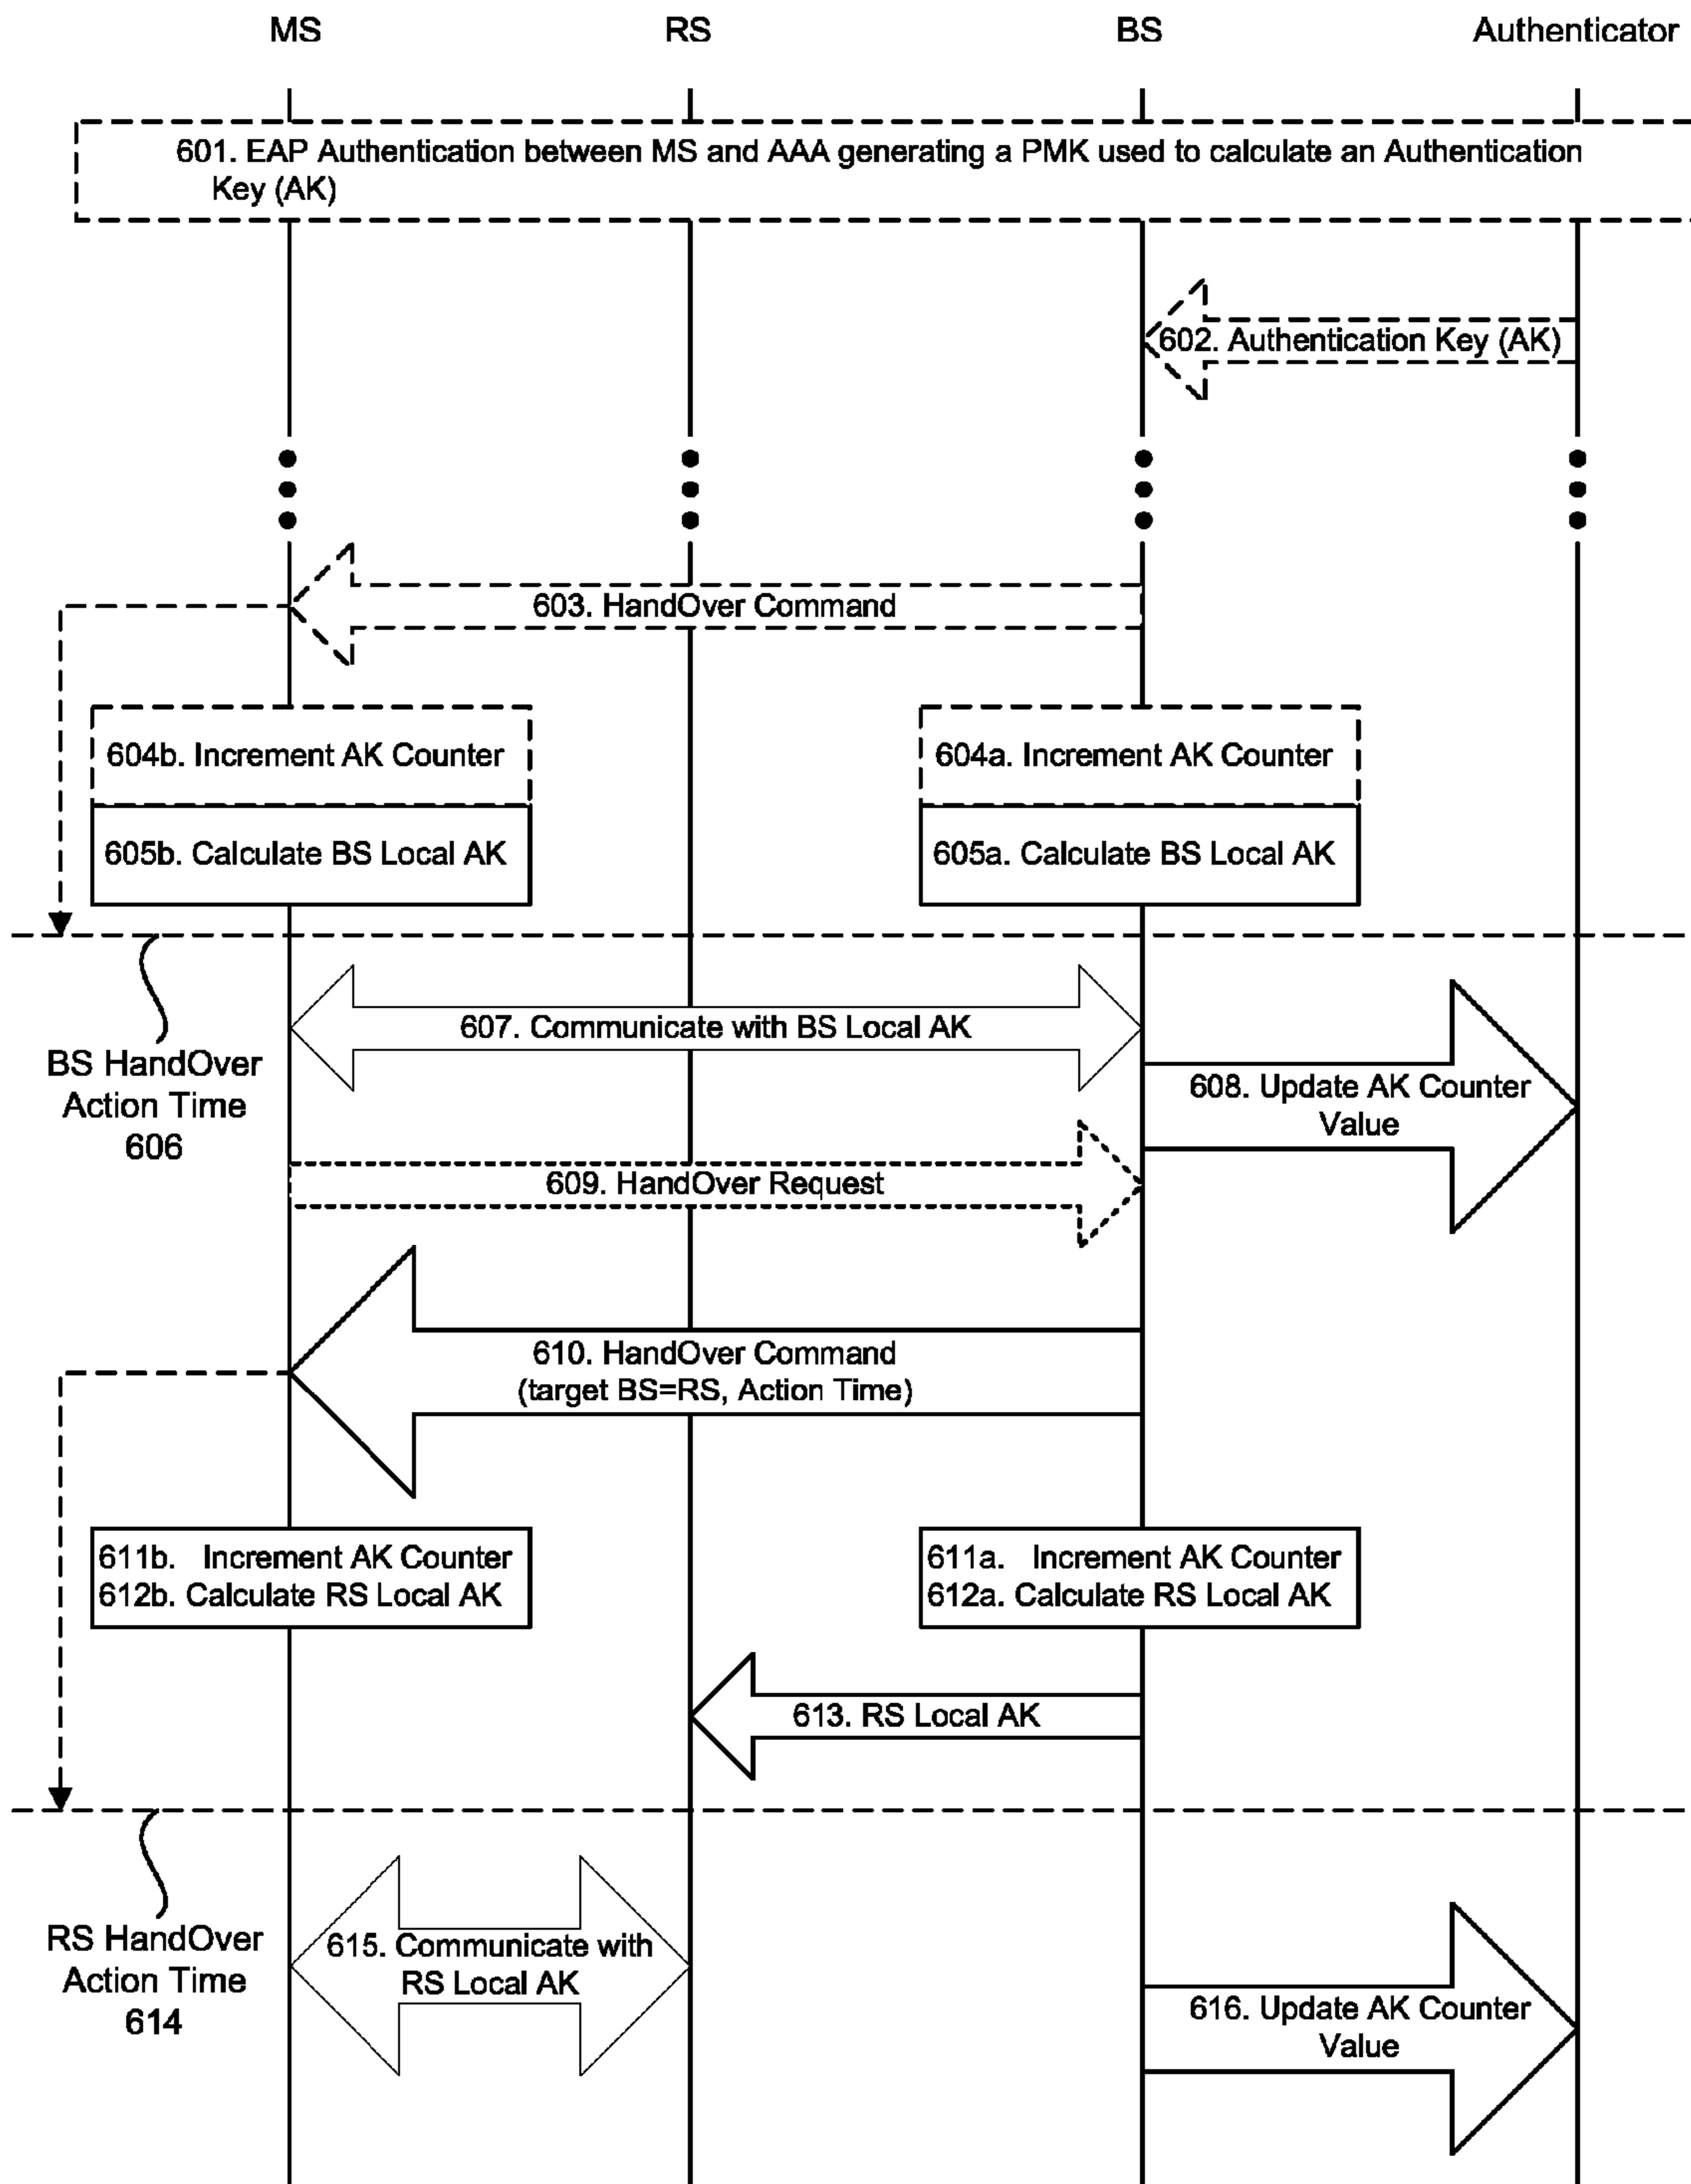 MS RS BS Authenticator
601. EAP Authentication between MS and AAA generating a PMK used to calculate an Authentication
Key (AK)
602. Authentication Key (AK)
603. HandOver Command
604b. Increment AK Counter
604a. Increment AK Counter
605b. Calculate BS Local AK
605a. Calculate BS Local AK
607. Communicate with BS Local AK
BS HandOver
Action Time
606
608. Update AK Counter
Value
609. HandOver Request
610. HandOver Command
(target BS=RS, Action Time)
611b. Increment AK Counter
612b. Calculate RS Local AK
611a. Increment AK Counter
612a. Calculate RS Local AK
613. RS Local AK
RS HandOver
Action Time
614
615. Communicate with
RS Local AK
616. Update AK Counter
Value